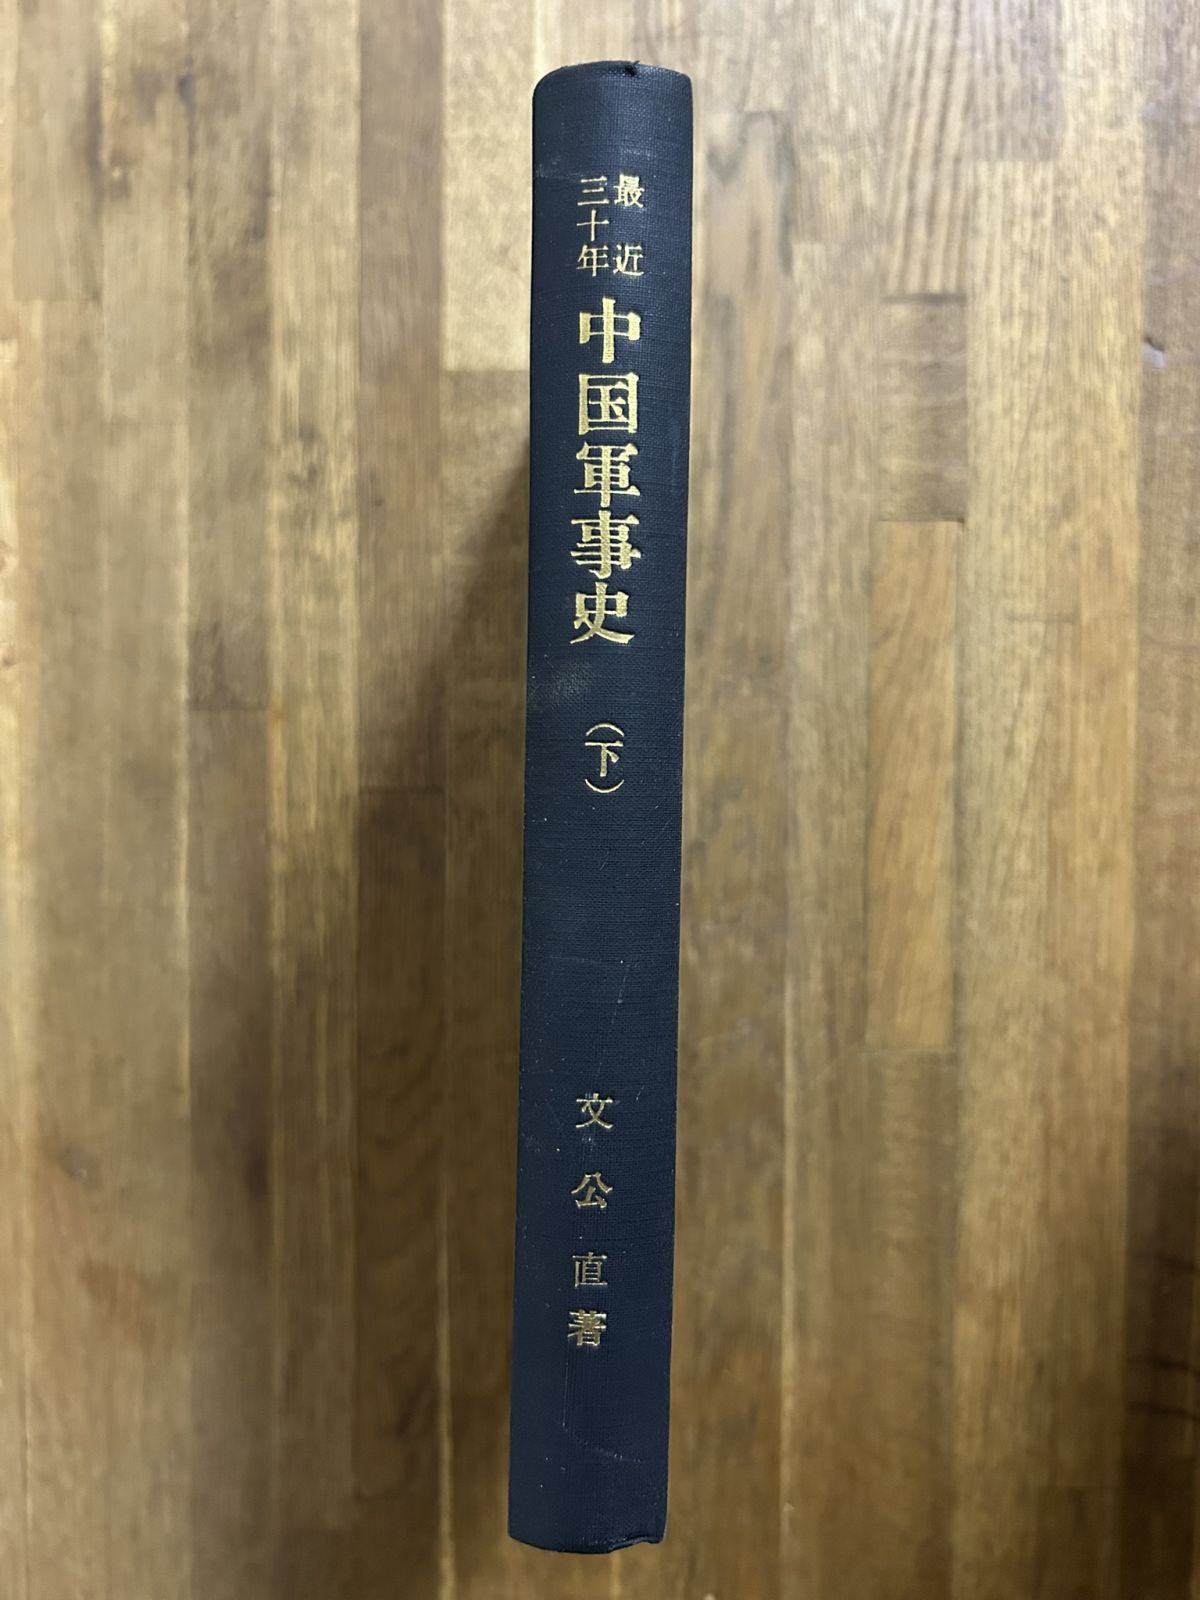 最近
三十年
中国軍事史
(下)
文公直著